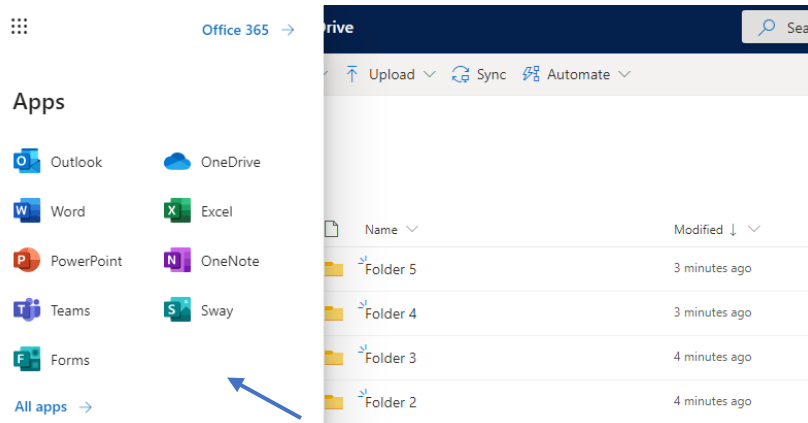 Office 365 →
rive
Sea
Upload
Sync
Automate
Apps
O Outlook
OneDrive
W Word
X Excel
P PowerPoint
N OneNote
T Teams
S Sway
F Forms
All apps →
Name
Modified ↓
Folder 5
3 minutes ago
Folder 4
3 minutes ago
Folder 3
4 minutes ago
Folder 2
4 minutes ago